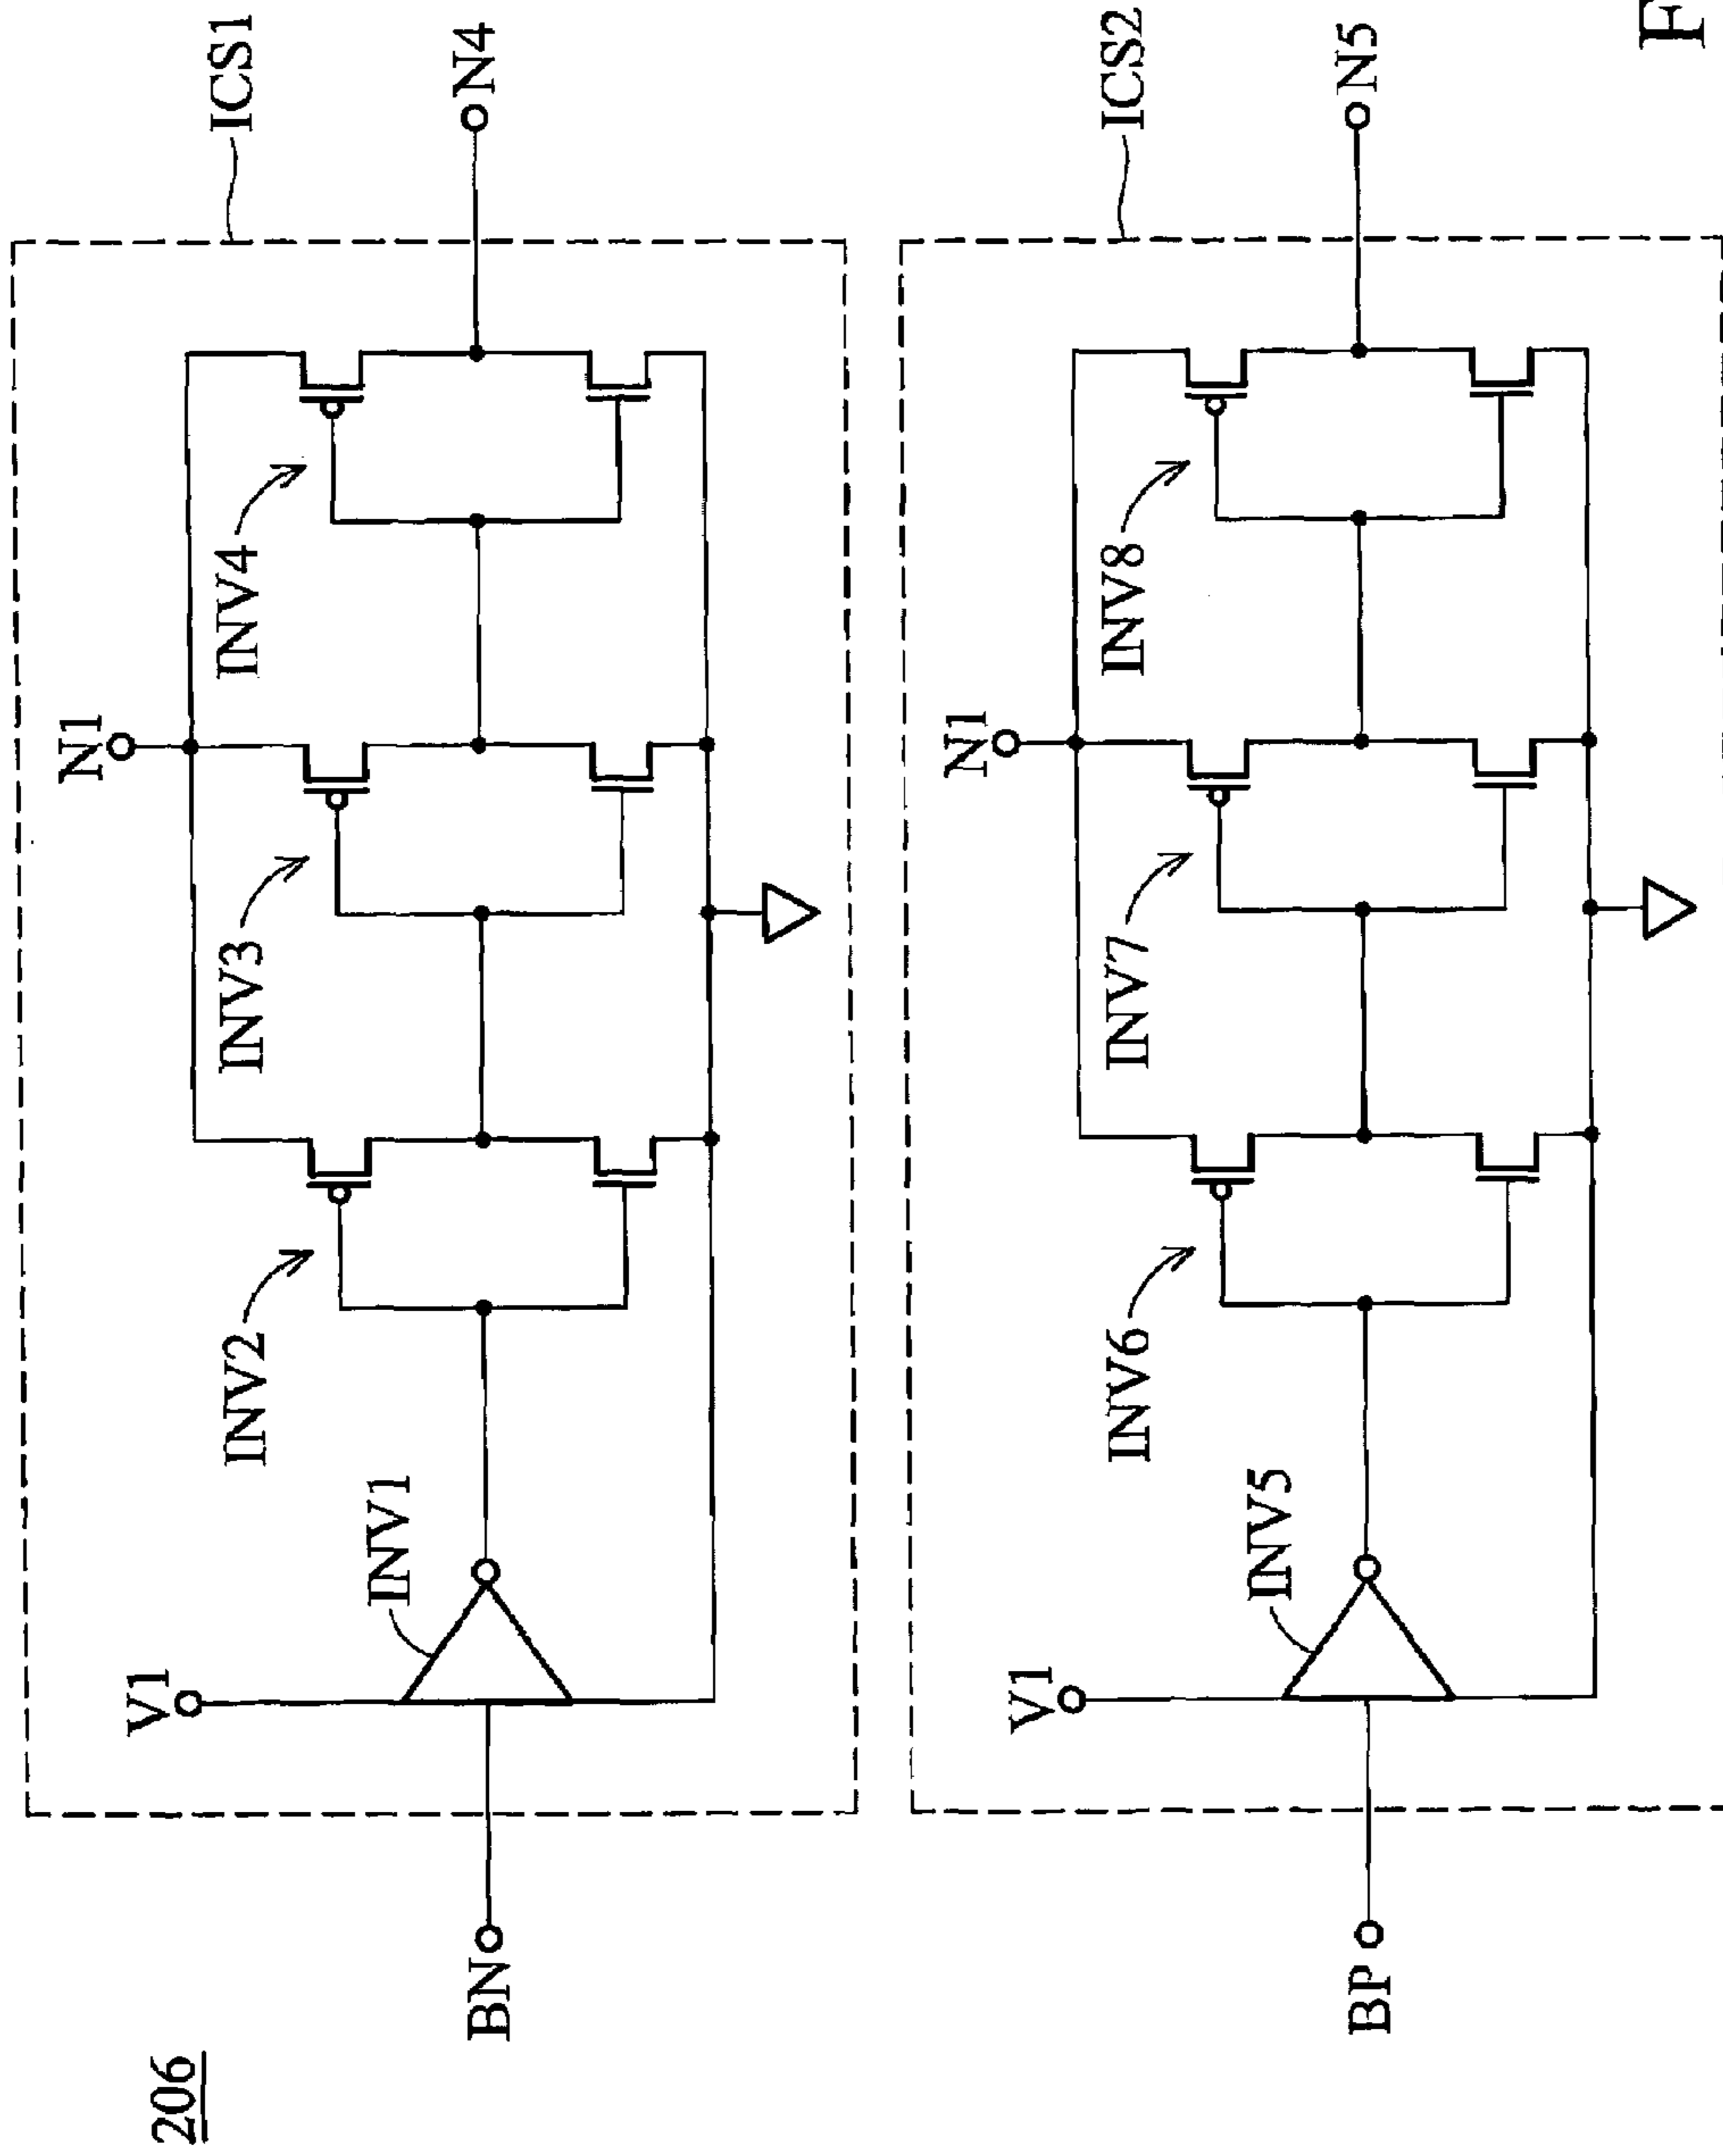 206
ICS1
N1
V1
INV1
INV2
INV3
INV4
BN
N4
ICS2
N1
V1
INV5
INV6
INV7
INV8
BP
N5
F